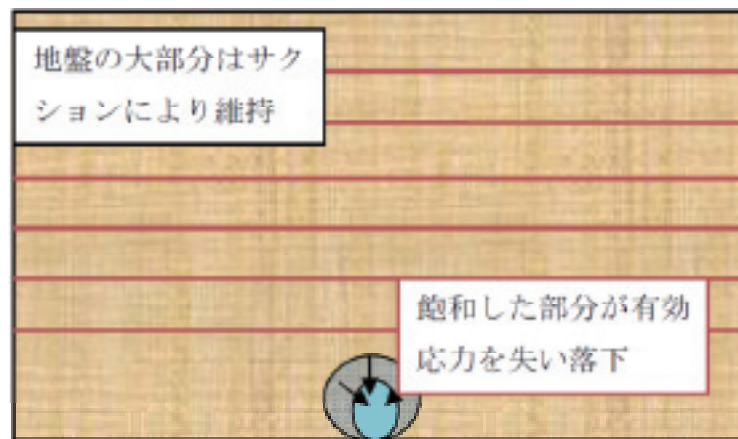 地盤の大部分はサク
ションにより維持
飽和した部分が有効
応力を失い落下